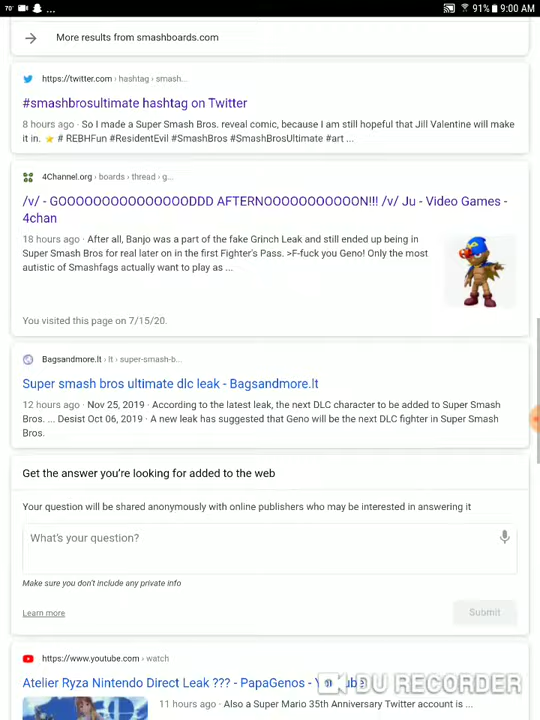 70° ...
91% 9:00 AM
More results from smashboards.com
https://twitter.com › hashtag › smash...
#smashbrosultimate hashtag on Twitter
8 hours ago · So I made a Super Smash Bros. reveal comic, because I am still hopeful that Jill Valentine will make
it in. ⭐ # REBHFun #ResidentEvil #SmashBros #SmashBrosUltimate #art ...
4Channel.org › boards › thread › g...
/v/ - GOOOOOOOOOOOOOOODDD AFTERNOOOOOOOOOON!!! /v/ Ju - Video Games -
4chan
18 hours ago · After all, Banjo was a part of the fake Grinch Leak and still ended up being in
Super Smash Bros for real later on in the first Fighter's Pass. >F-fuck you Geno! Only the most
autistic of Smashfags actually want to play as ...
You visited this page on 7/15/20.
Bagsandmore.lt › lt › super-smash-b...
Super smash bros ultimate dlc leak - Bagsandmore.lt
12 hours ago · Nov 25, 2019 · According to the latest leak, the next DLC character to be added to Super Smash
Bros. ... Desist Oct 06, 2019 · A new leak has suggested that Geno will be the next DLC fighter in Super Smash
Bros.
Get the answer you're looking for added to the web
Your question will be shared anonymously with online publishers who may be interested in answering it
What's your question?
Make sure you don't include any private info
Learn more
Submit
https://www.youtube.com › watch
Atelier Ryza Nintendo Direct Leak ??? - PapaGenos - YouTube
DU RECORDER
11 hours ago · Also a Super Mario 35th Anniversary Twitter account is ...